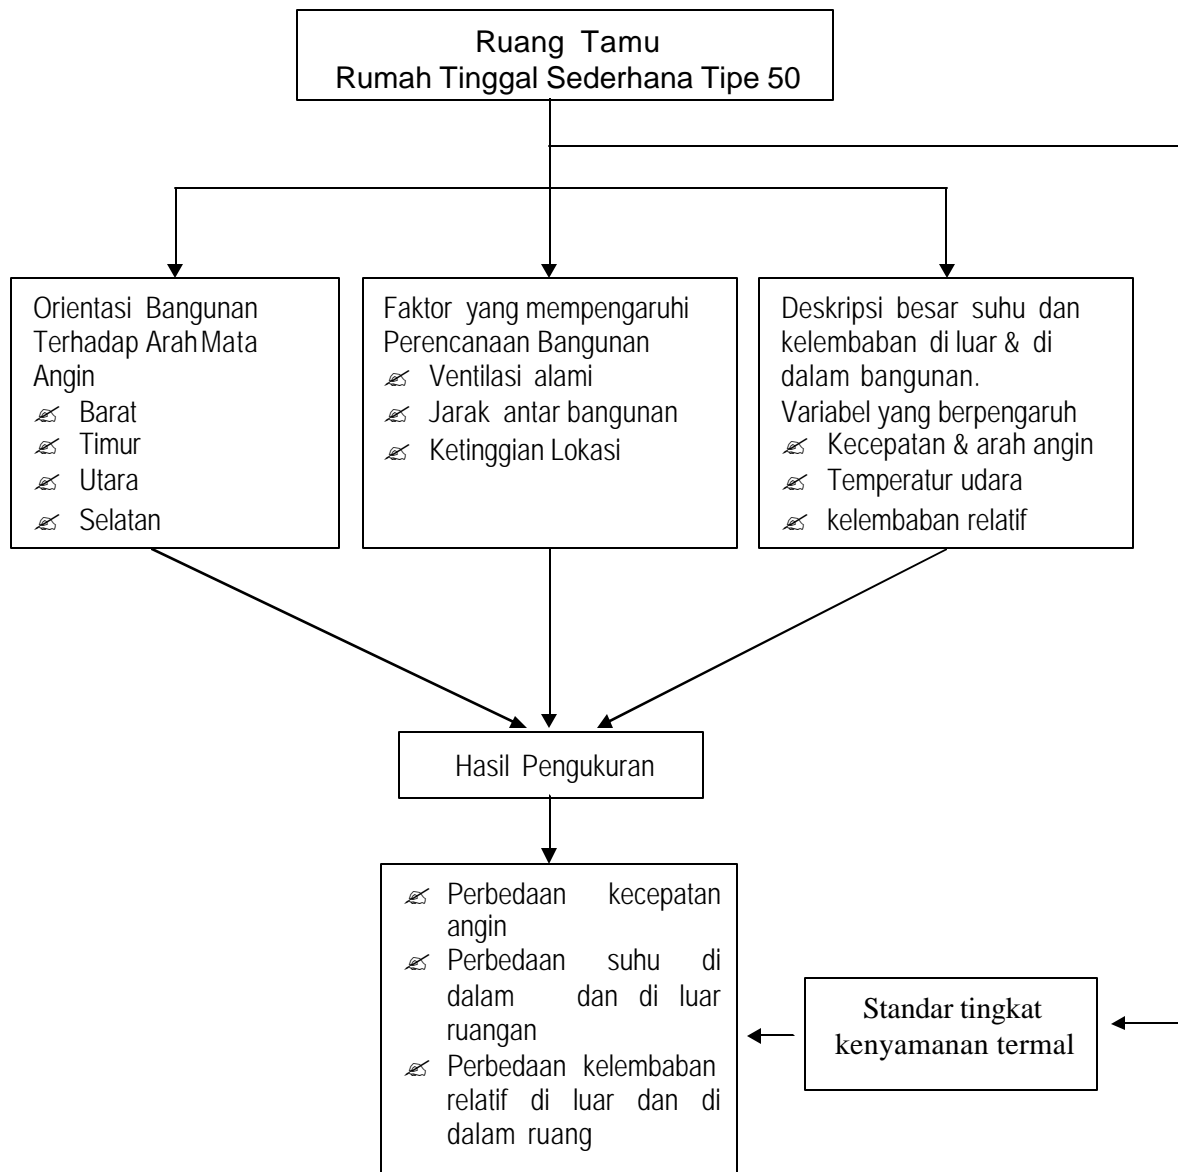 Ruang Tamu
Rumah Tinggal Sederhana Tipe 50
Orientasi Bangunan
Terhadap Arah Mata
Angin
Barat
Timur
Utara
Selatan
Faktor yang mempengaruhi
Perencanaan Bangunan
Ventilasi alami
Jarak antar bangunan
Ketinggian Lokasi
Deskripsi besar suhu dan
kelembaban di luar & di
dalam bangunan.
Variabel yang berpengaruh
Kecepatan & arah angin
Temperatur udara
kelembaban relatif
Hasil Pengukuran
Perbedaan kecepatan
angin
Perbedaan suhu di
dalam dan di luar
ruangan
Perbedaan kelembaban
relatif di luar dan di
dalam ruang
Standar tingkat
kenyamanan termal